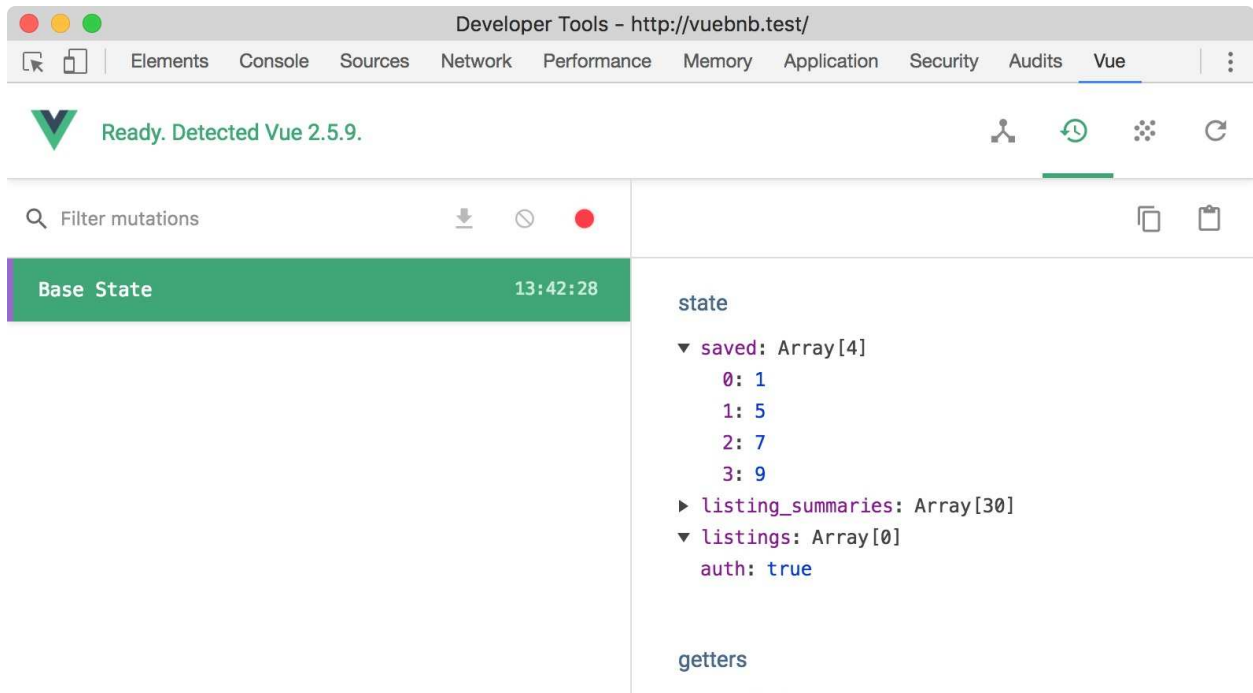 Developer Tools – http://vuebnb.test/
Elements Console Sources Network Performance Memory Application Security Audits Vue
Ready. Detected Vue 2.5.9.
Filter mutations
Base State 13:42:28
state
▼ saved: Array[4]
0: 1
1: 5
2: 7
3: 9
▶ listing_summaries: Array[30]
▼ listings: Array[0]
auth: true
getters